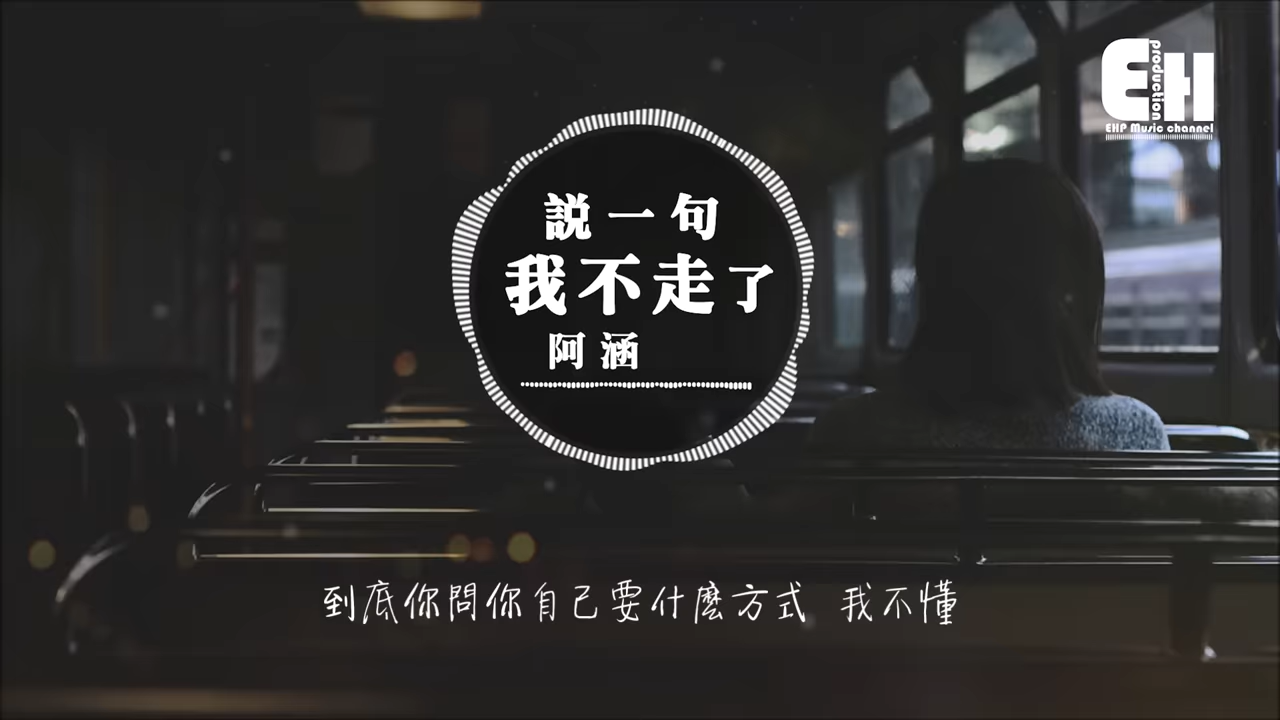 EH
production
EHP Music channel
説一句
我不走了
阿涵
到底你問你自己要什麼方式 我不懂